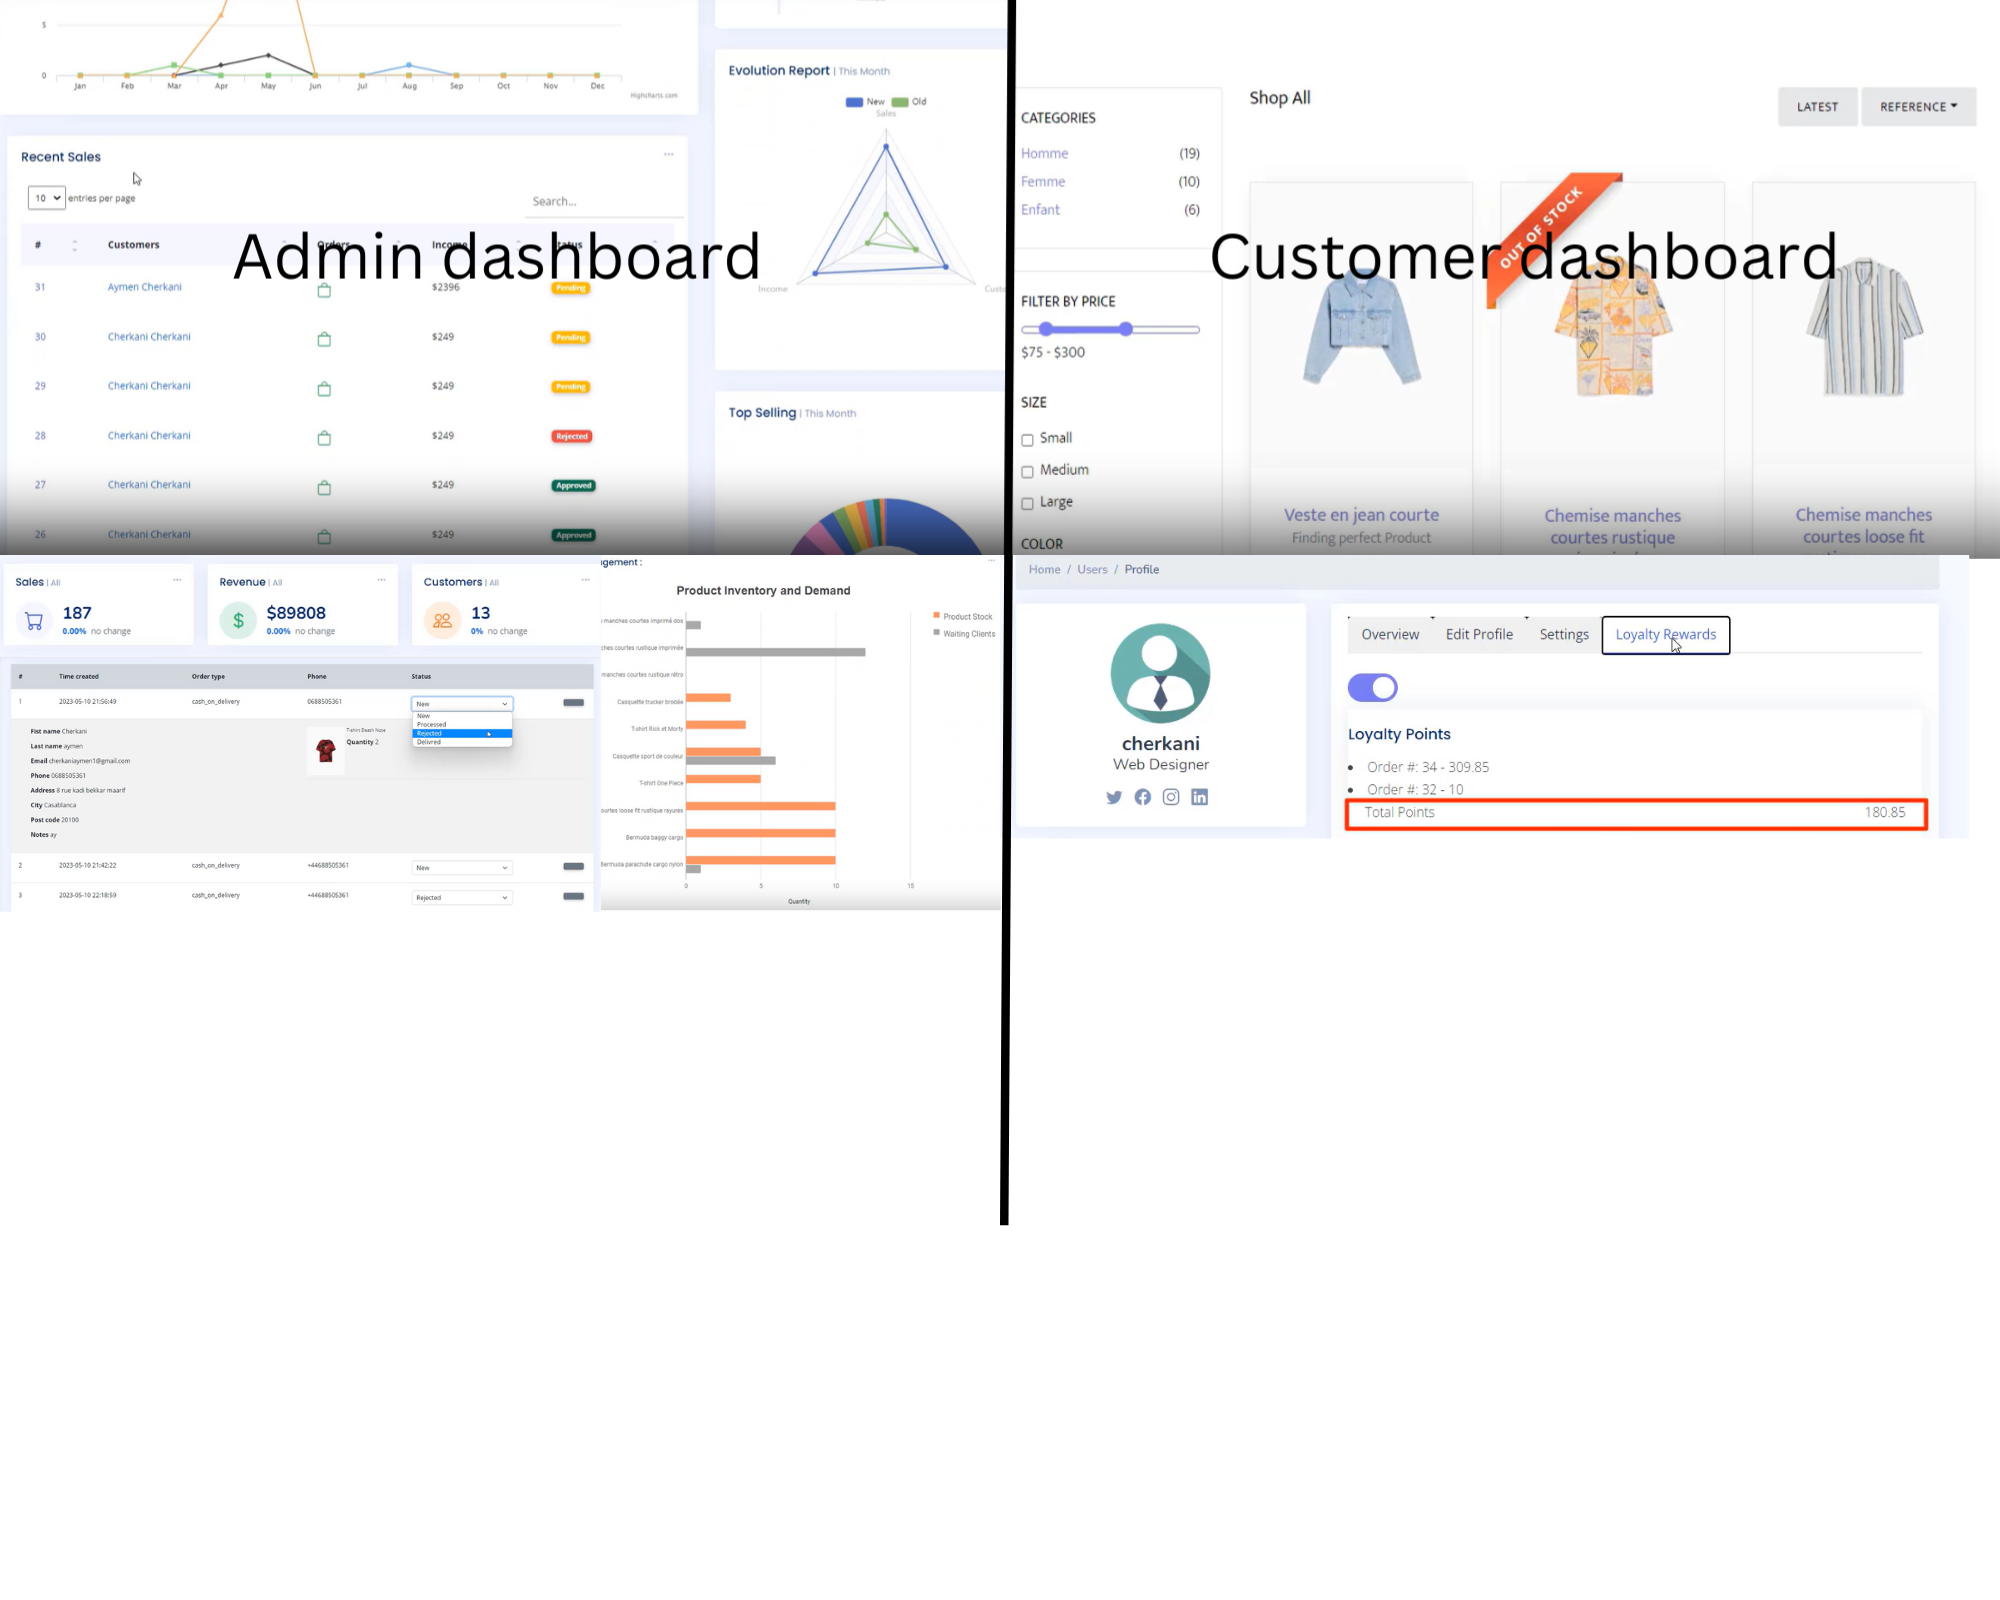 5
0
Jan Feb Mar Apr May Jun Jul Aug Sep Oct Nov Dec
Highcharts.com
Recent Sales
10 entries per page
Search...
# Customers Orders Income Status
31 Aymen Cherkani $2396 Pending
30 Cherkani Cherkani $249 Pending
29 Cherkani Cherkani $249 Pending
28 Cherkani Cherkani $249 Rejected
27 Cherkani Cherkani $249 Approved
26 Cherkani Cherkani $249 Approved
Admin dashboard
Evolution Report | This Month
New Old
Sales
Income
Custo
Top Selling | This Month
Sales | All
187
0.00% no change
Revenue | All
$89808
0.00% no change
Customers | All
13
0% no change
# Time created Order type Phone Status
1 2023-05-10 21:56:49 cash_on_delivery 0688505361 New
New
Processed
Rejected
Delivred
Fist name Cherkani
Last name aymen
Email cherkaniaymen1@gmail.com
Phone 0688505361
Address 8 rue kadi bekkar maarif
City Casablanca
Post code 20100
Notes ay
Quantity 2
2 2023-05-10 21:42:22 cash_on_delivery +44688505361 New
3 2023-05-10 22:18:59 cash_on_delivery +44688505361 Rejected
gement :
Product Inventory and Demand
Product Stock
Waiting Clients
manches courtes imprimé dos
ches courtes rustique imprimée
manches courtes rustique rétro
Casquette trucker brodée
T-shirt Rick et Morty
Casquette sport de couleur
T-shirt One Piece
ourtes loose fit rustique rayures
Bermuda baggy cargo
Bermuda parachute cargo nylon
0 5 10 15
Quantity
Customer dashboard
CATEGORIES
Homme (19)
Femme (10)
Enfant (6)
FILTER BY PRICE
$75 - $300
SIZE
Small
Medium
Large
COLOR
Shop All
LATEST
REFERENCE
OUT OF STOCK
Veste en jean courte
Finding perfect Product
Chemise manches
courtes rustique
Chemise manches
courtes loose fit
Home / Users / Profile
cherkani
Web Designer
Overview Edit Profile Settings Loyalty Rewards
Loyalty Points
Order #: 34 - 309.85
Order #: 32 - 10
Total Points 180.85